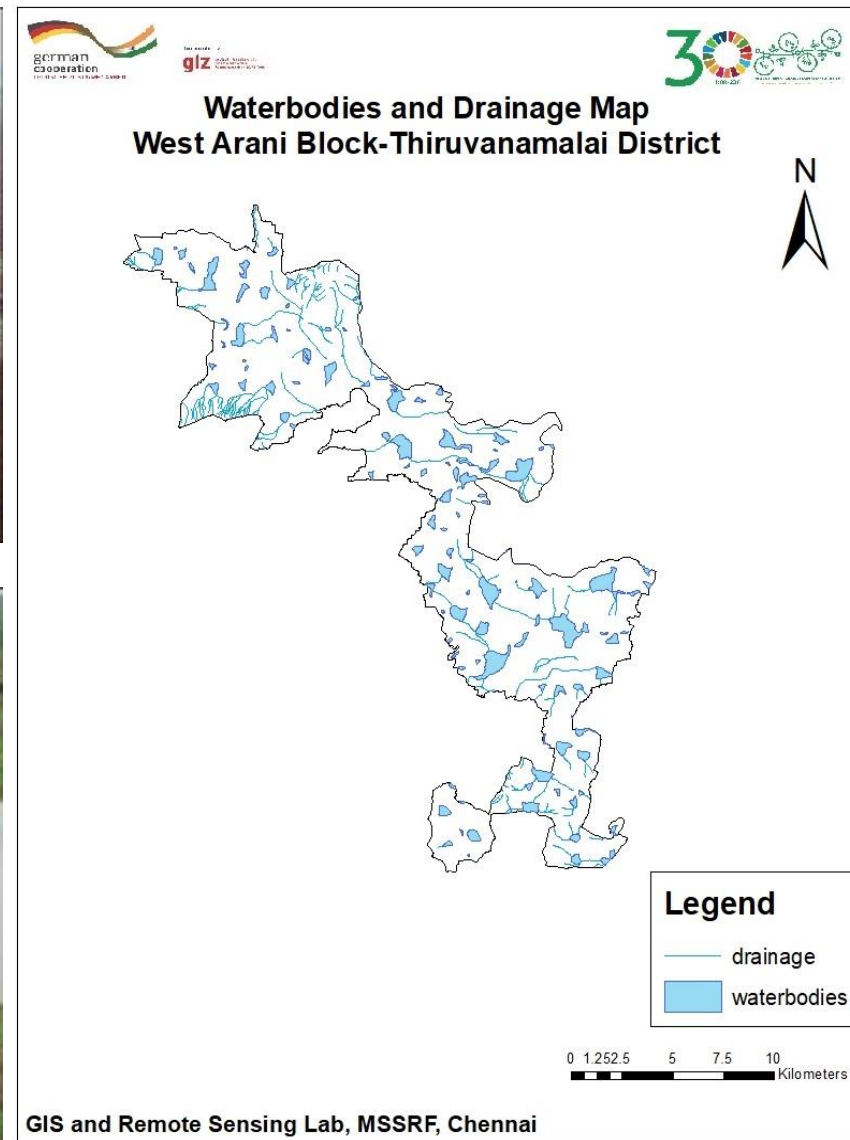 german
cooperation
giz
30
Waterbodies and Drainage Map
West Arani Block-Thiruvanamalai District
N
Legend
drainage
waterbodies
0 1.252.5 5 7.5 10
Kilometers
GIS and Remote Sensing Lab, MSSRF, Chennai